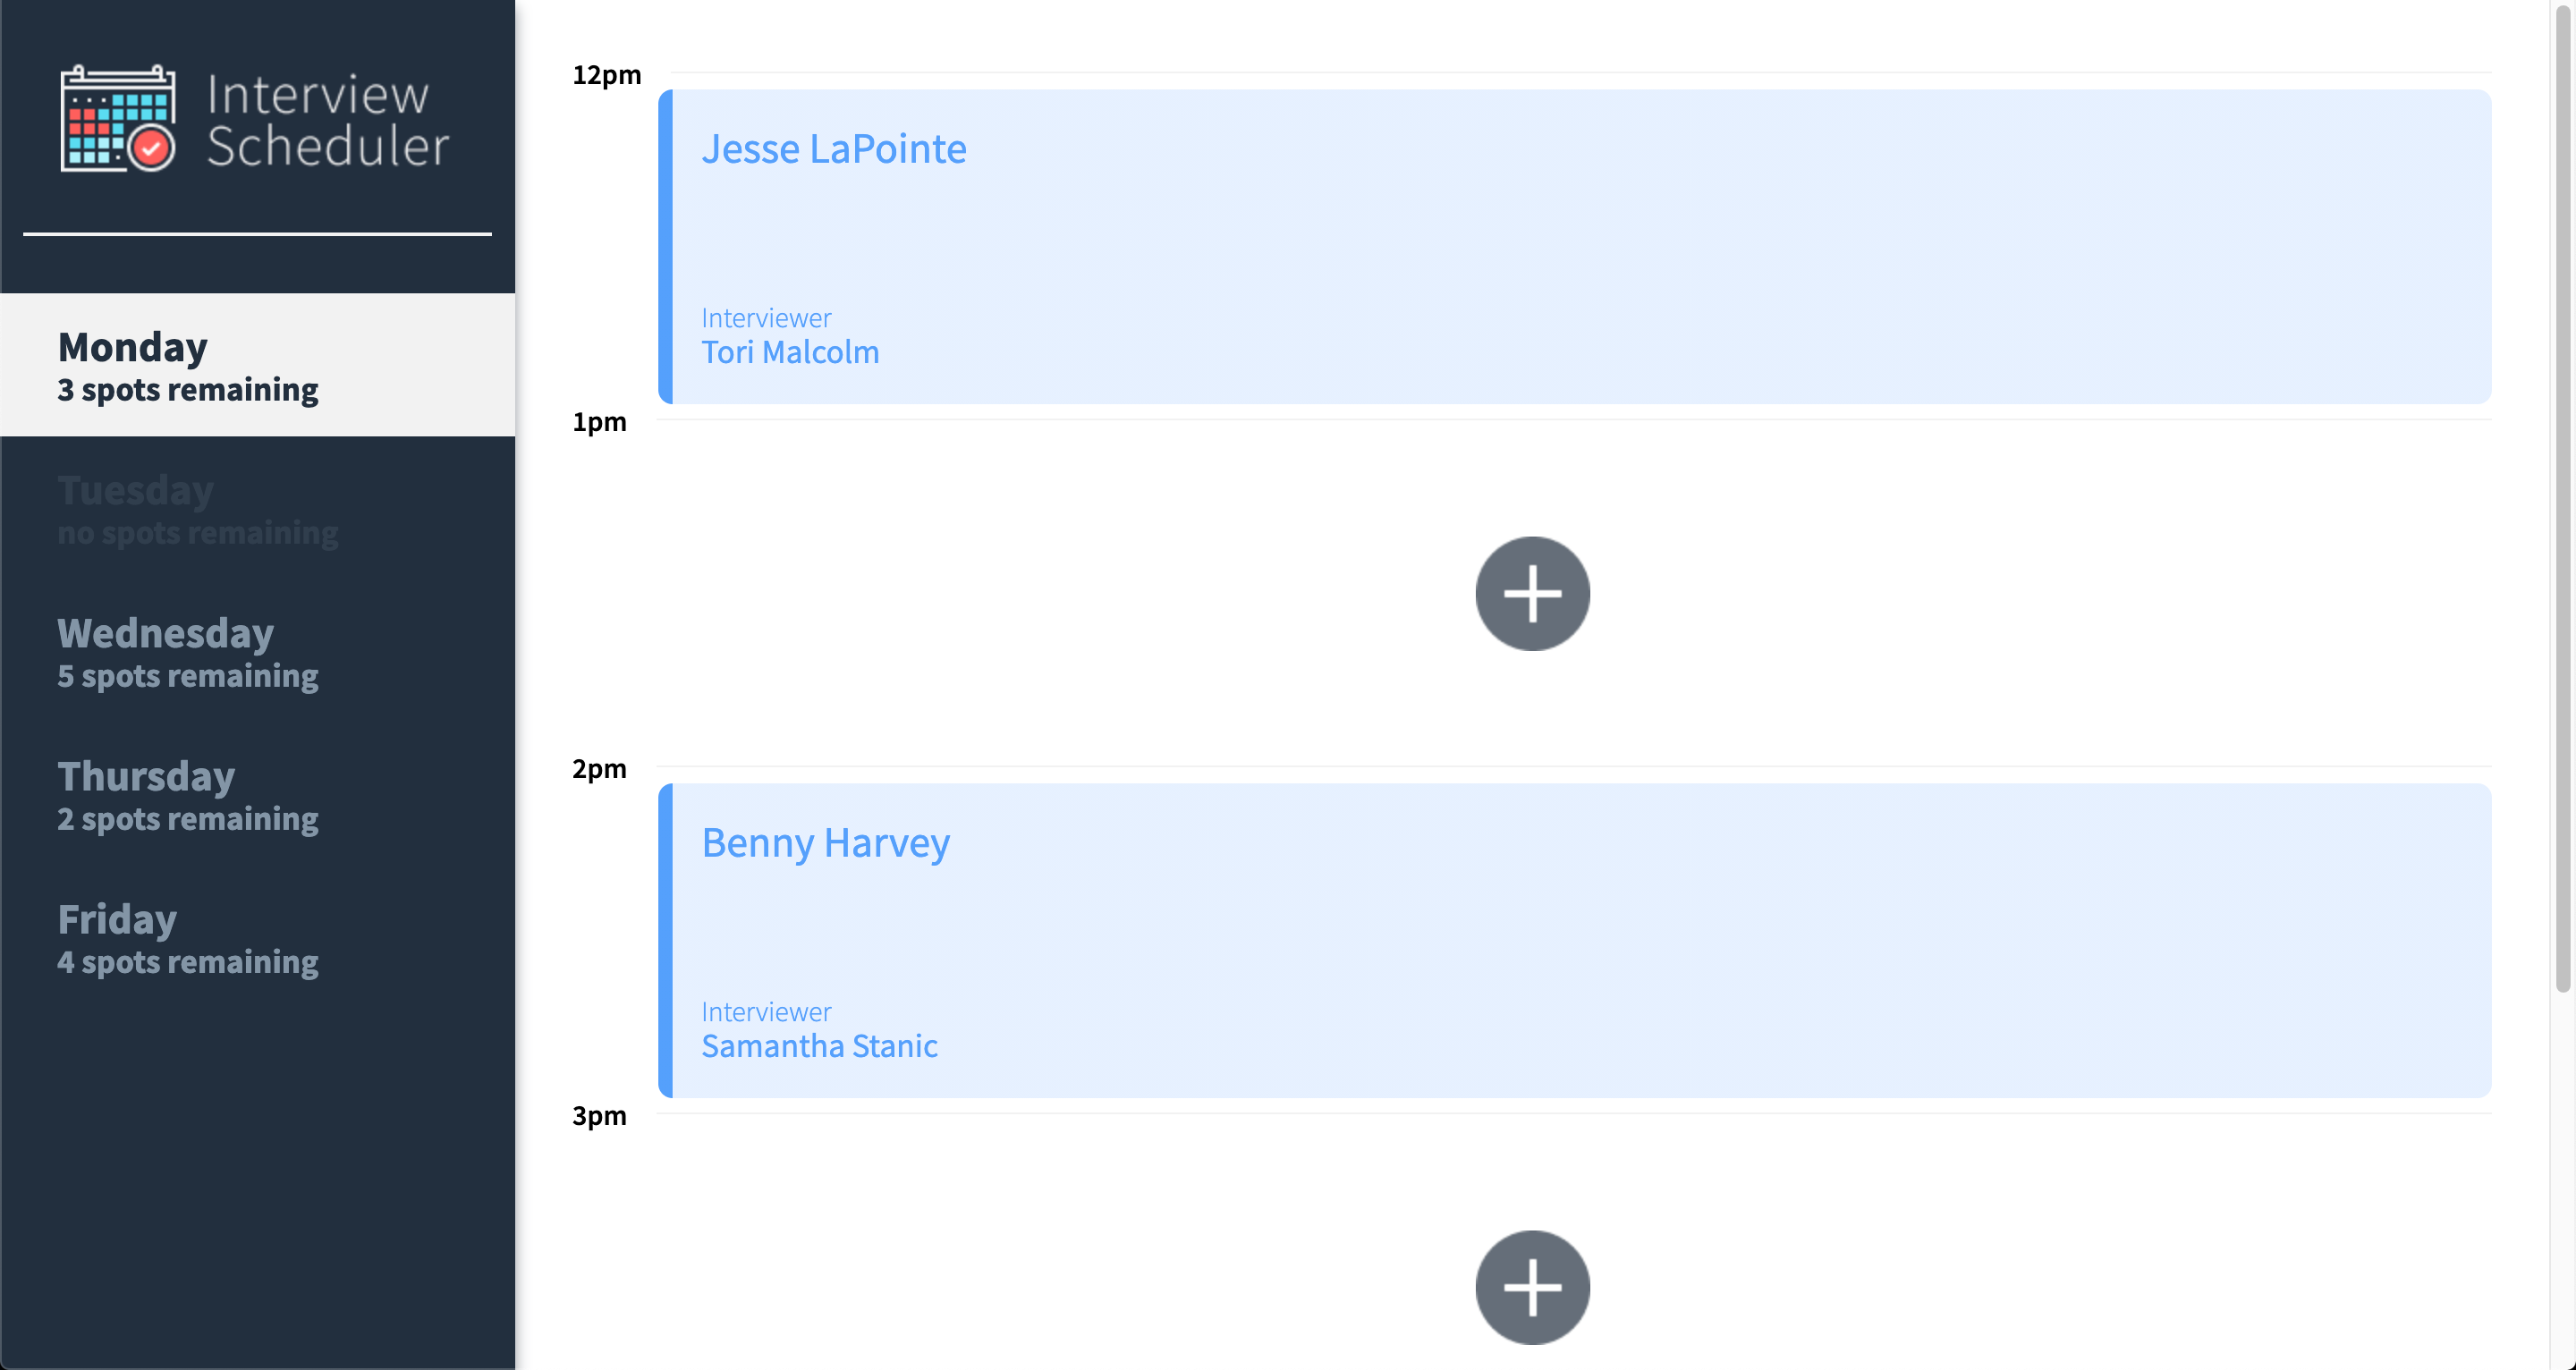 Interview
Scheduler
Monday
3 spots remaining
Tuesday
no spots remaining
Wednesday
5 spots remaining
Thursday
2 spots remaining
Friday
4 spots remaining
12pm
Jesse LaPointe
Interviewer
Tori Malcolm
1pm
2pm
Benny Harvey
Interviewer
Samantha Stanic
3pm